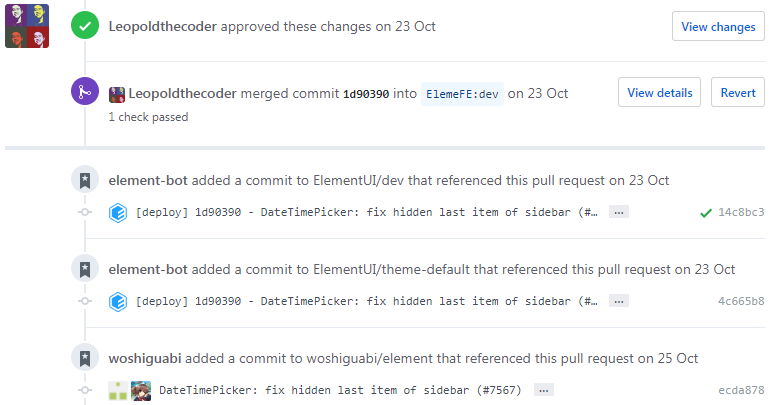 Leopoldthecoder approved these changes on 23 Oct
View changes
Leopoldthecoder merged commit 1d90390 into ElemeFE:dev on 23 Oct
View details
Revert
1 check passed
element-bot added a commit to ElementUI/dev that referenced this pull request on 23 Oct
[deploy] 1d90390 - DateTimePicker: fix hidden last item of sidebar (#… ...
14c8bc3
element-bot added a commit to ElementUI/theme-default that referenced this pull request on 23 Oct
[deploy] 1d90390 - DateTimePicker: fix hidden last item of sidebar (#… ...
4c665b8
woshiguabi added a commit to woshiguabi/element that referenced this pull request on 25 Oct
DateTimePicker: fix hidden last item of sidebar (#7567) ...
ecda878